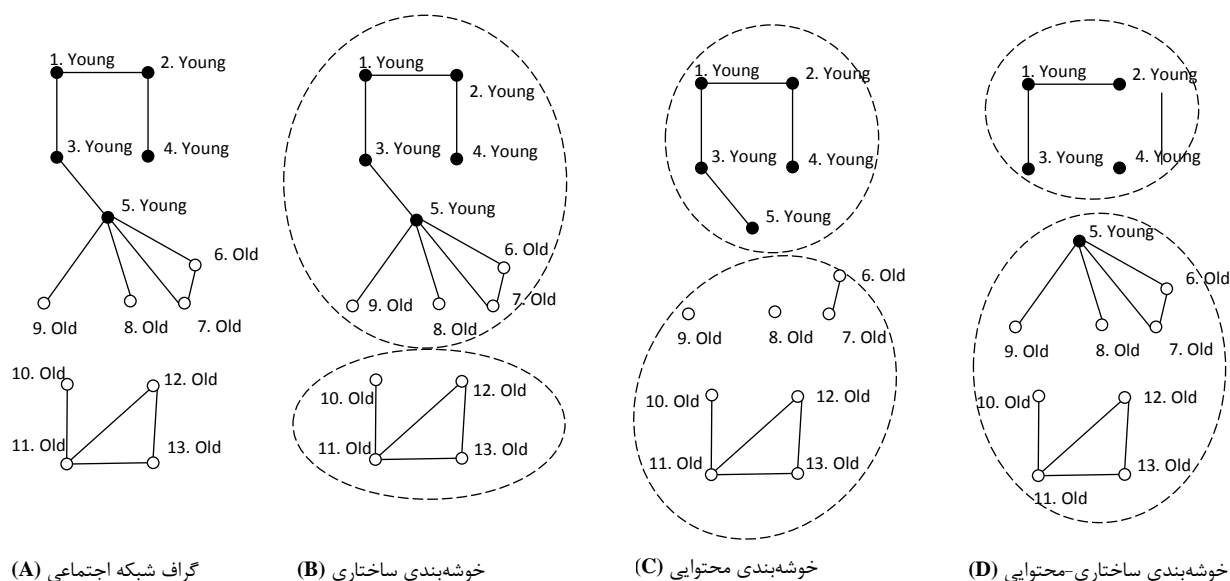 1. Young
2. Young
3. Young
4. Young
5. Young
6. Old
7. Old
8. Old
9. Old
10. Old
11. Old
12. Old
13. Old
(A) گراف شبکه اجتماعی
1. Young
2. Young
3. Young
4. Young
5. Young
6. Old
7. Old
8. Old
9. Old
10. Old
11. Old
12. Old
13. Old
(B) خوشه‌بندی ساختاری
1. Young
2. Young
3. Young
4. Young
5. Young
6. Old
7. Old
8. Old
9. Old
10. Old
11. Old
12. Old
13. Old
(C) خوشه‌بندی محتوایی
1. Young
2. Young
3. Young
4. Young
5. Young
6. Old
7. Old
8. Old
9. Old
10. Old
11. Old
12. Old
13. Old
(D) خوشه‌بندی ساختاری-محتوایی